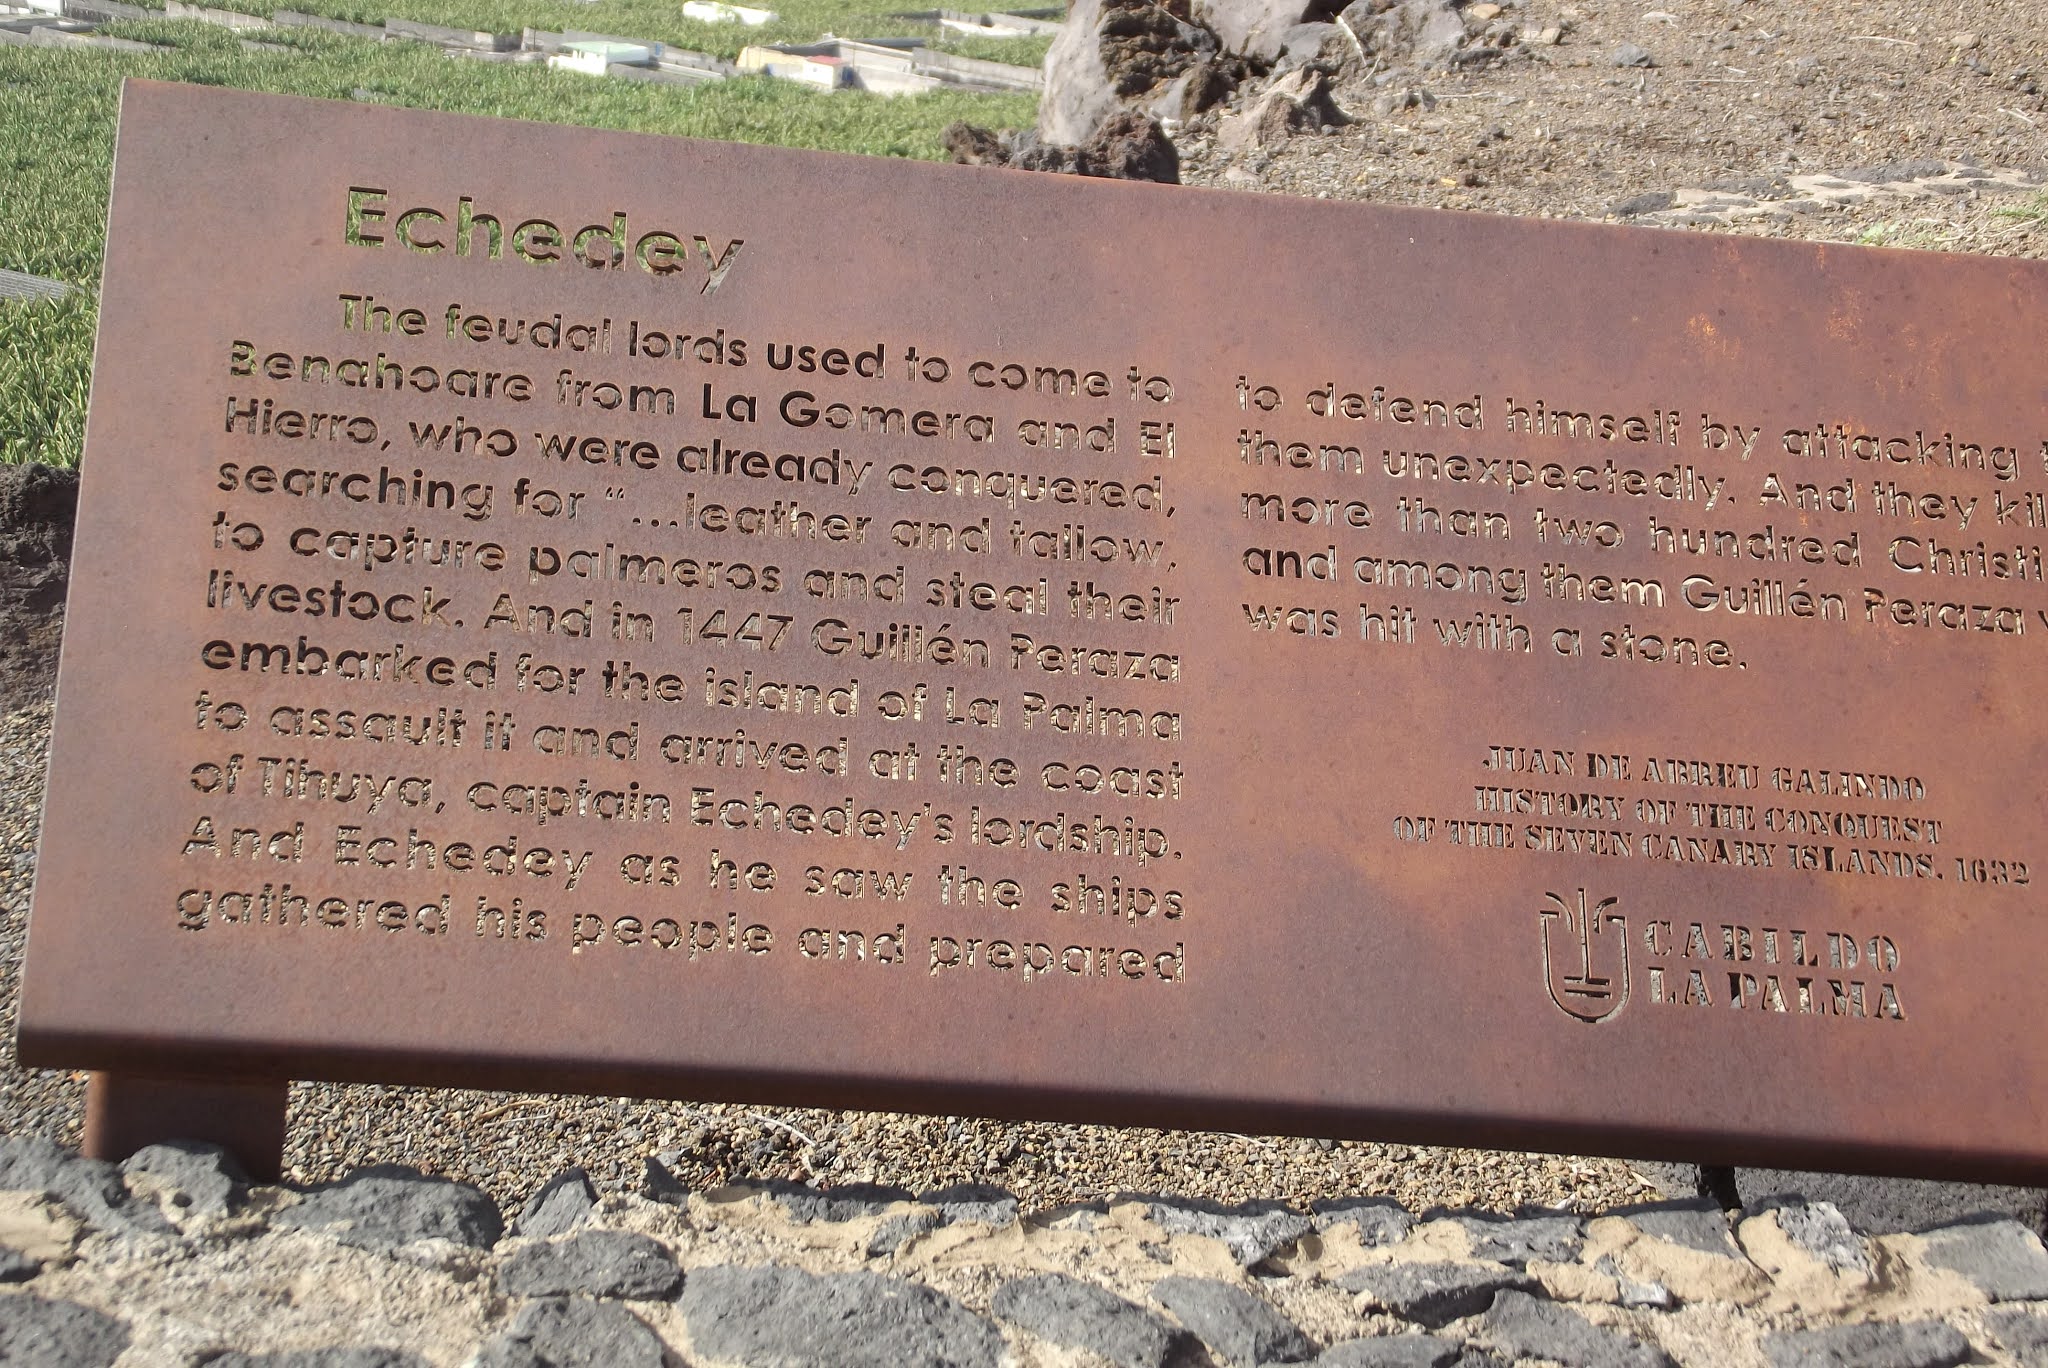 Echedey
The feudal lords used to come to
Benahoare from La Gomera and El
Hierro, who were already conquered,
searching for “...leather and tallow,
to capture palmeros and steal their
livestock. And in 1447 Guillén Peraza
embarked for the island of La Palma
to assault it and arrived at the coast
of Tihuya, captain Echedey's lordship.
And Echedey as he saw the ships
gathered his people and prepared
to defend himself by attacking
them unexpectedly. And they
more than two hundred
and among them Guillén Peraza
was hit with a stone.
JUAN DE ABREU GALINDO
HISTORY OF THE CONQUEST
OF THE SEVEN CANARY ISLANDS. 1632
CABILDO
LA PALMA